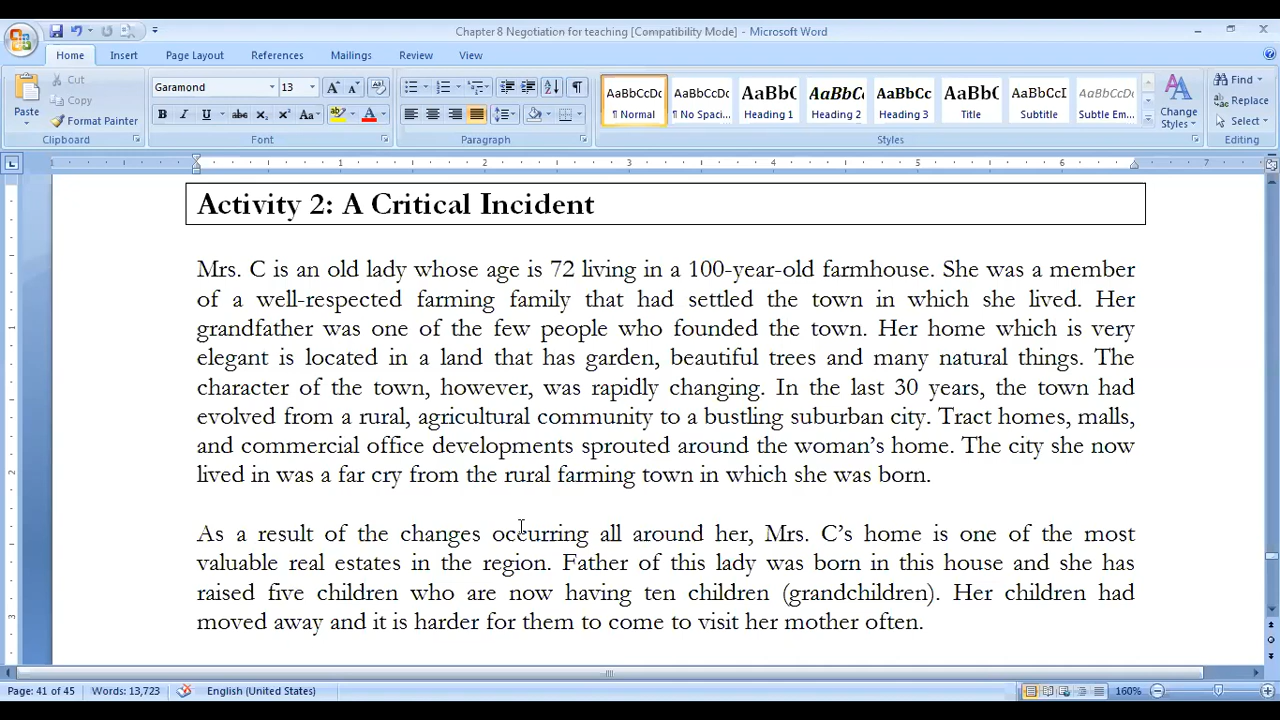 Chapter 8 Negotiation for teaching [Compatibility Mode] - Microsoft Word
Home Insert Page Layout References Mailings Review View
Paste
Cut
Copy
Format Painter
Clipboard
Garamond 13
B I U abe X₂ X² Aa
Font
Paragraph
AaBbCcDc AaBbCcDc AaBbC AaBbCc AaBbCc AaBbC AaBbCcI AaBbCcDc
¶ Normal ¶ No Spaci... Heading 1 Heading 2 Heading 3 Title Subtitle Subtle Em...
Change Styles
Styles
Find
Replace
Select
Editing
1 2 3 4 5 6 7
Activity 2: A Critical Incident
Mrs. C is an old lady whose age is 72 living in a 100-year-old farmhouse. She was a member
of a well-respected farming family that had settled the town in which she lived. Her
grandfather was one of the few people who founded the town. Her home which is very
elegant is located in a land that has garden, beautiful trees and many natural things. The
character of the town, however, was rapidly changing. In the last 30 years, the town had
evolved from a rural, agricultural community to a bustling suburban city. Tract homes, malls,
and commercial office developments sprouted around the woman’s home. The city she now
lived in was a far cry from the rural farming town in which she was born.
As a result of the changes occurring all around her, Mrs. C’s home is one of the most
valuable real estates in the region. Father of this lady was born in this house and she has
raised five children who are now having ten children (grandchildren). Her children had
moved away and it is harder for them to come to visit her mother often.
Page: 41 of 45 Words: 13,723 English (United States) 160%